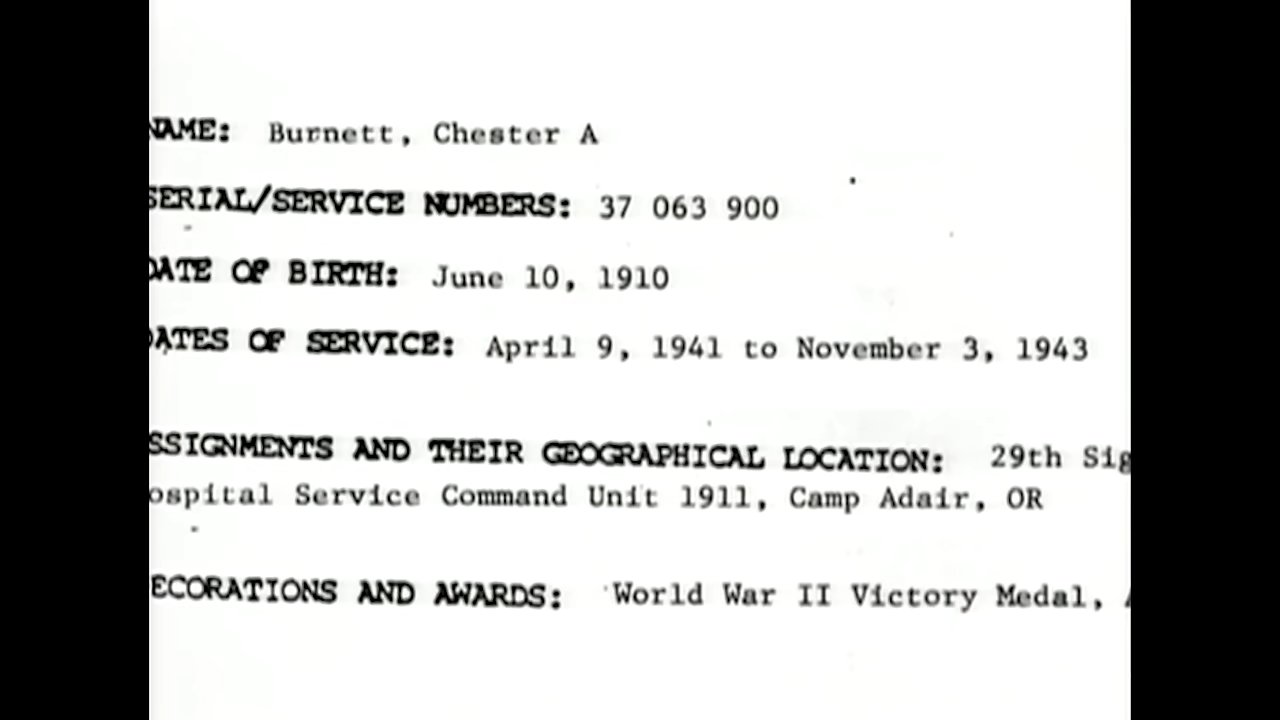 NAME: Burnett, Chester A
SERIAL/SERVICE NUMBERS: 37 063 900
DATE OF BIRTH: June 10, 1910
DATES OF SERVICE: April 9, 1941 to November 3, 1943
SSIGNMENTS AND THEIR GEOGRAPHICAL LOCATION: 29th Sig
ospital Service Command Unit 1911, Camp Adair, OR
ECORATIONS AND AWARDS: World War II Victory Medal,